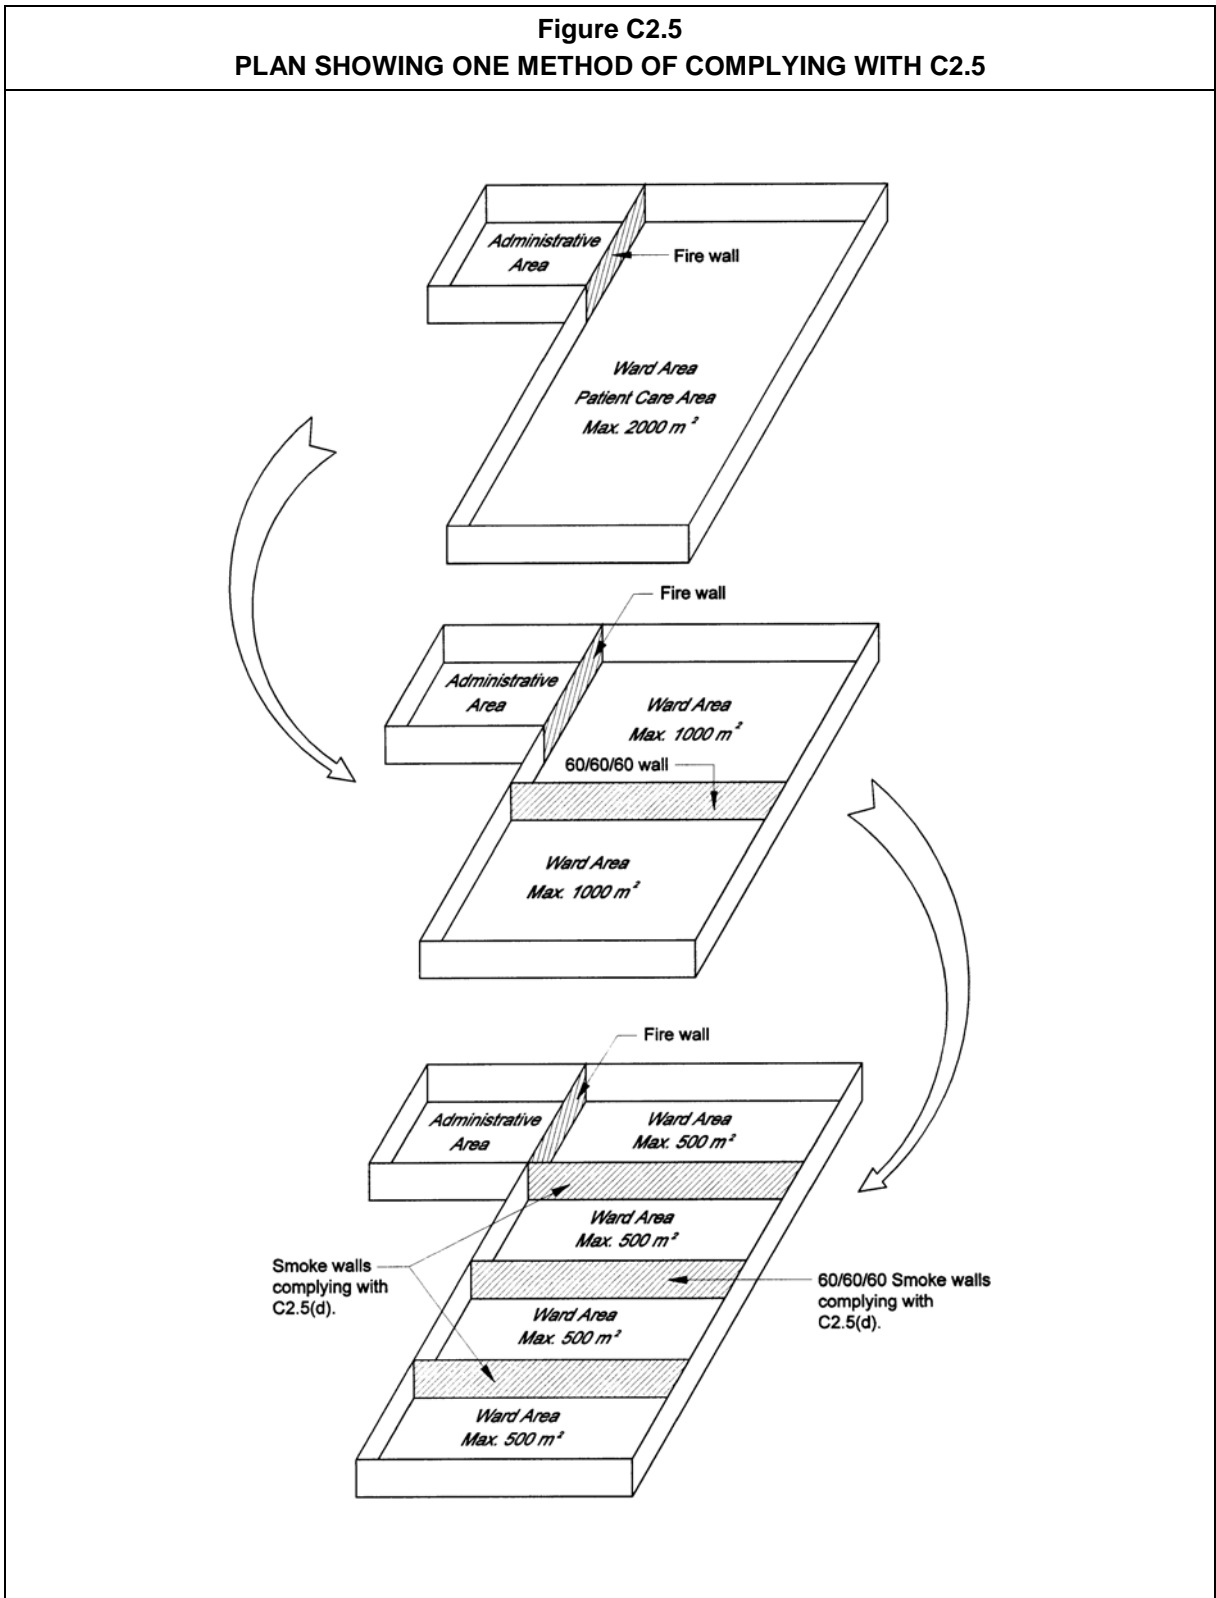 Figure C2.5
PLAN SHOWING ONE METHOD OF COMPLYING WITH C2.5
Administrative
Area
Fire wall
Ward Area
Patient Care Area
Max. 2000 m²
Fire wall
Administrative
Area
Ward Area
Max. 1000 m²
60/60/60 wall
Ward Area
Max. 1000 m²
Fire wall
Administrative
Area
Ward Area
Max. 500 m²
Ward Area
Max. 500 m²
Smoke walls
complying with
C2.5(d).
60/60/60 Smoke walls
complying with
C2.5(d).
Ward Area
Max. 500 m²
Ward Area
Max. 500 m²